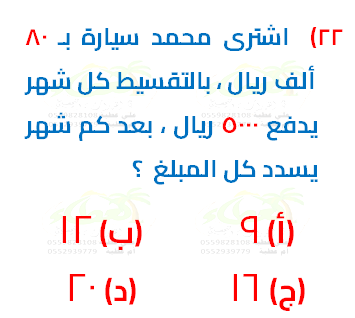 ٢٢) اشترى محمد سيارة بـ ٨٠
ألف ريال ، بالتقسيط كل شهر
يدفع ٥٠٠٠ ريال ، بعد كم شهر
يسدد كل المبلغ ؟
(أ) ٩ (ب) ١٢
(ج) ١٦ (د) ٢٠